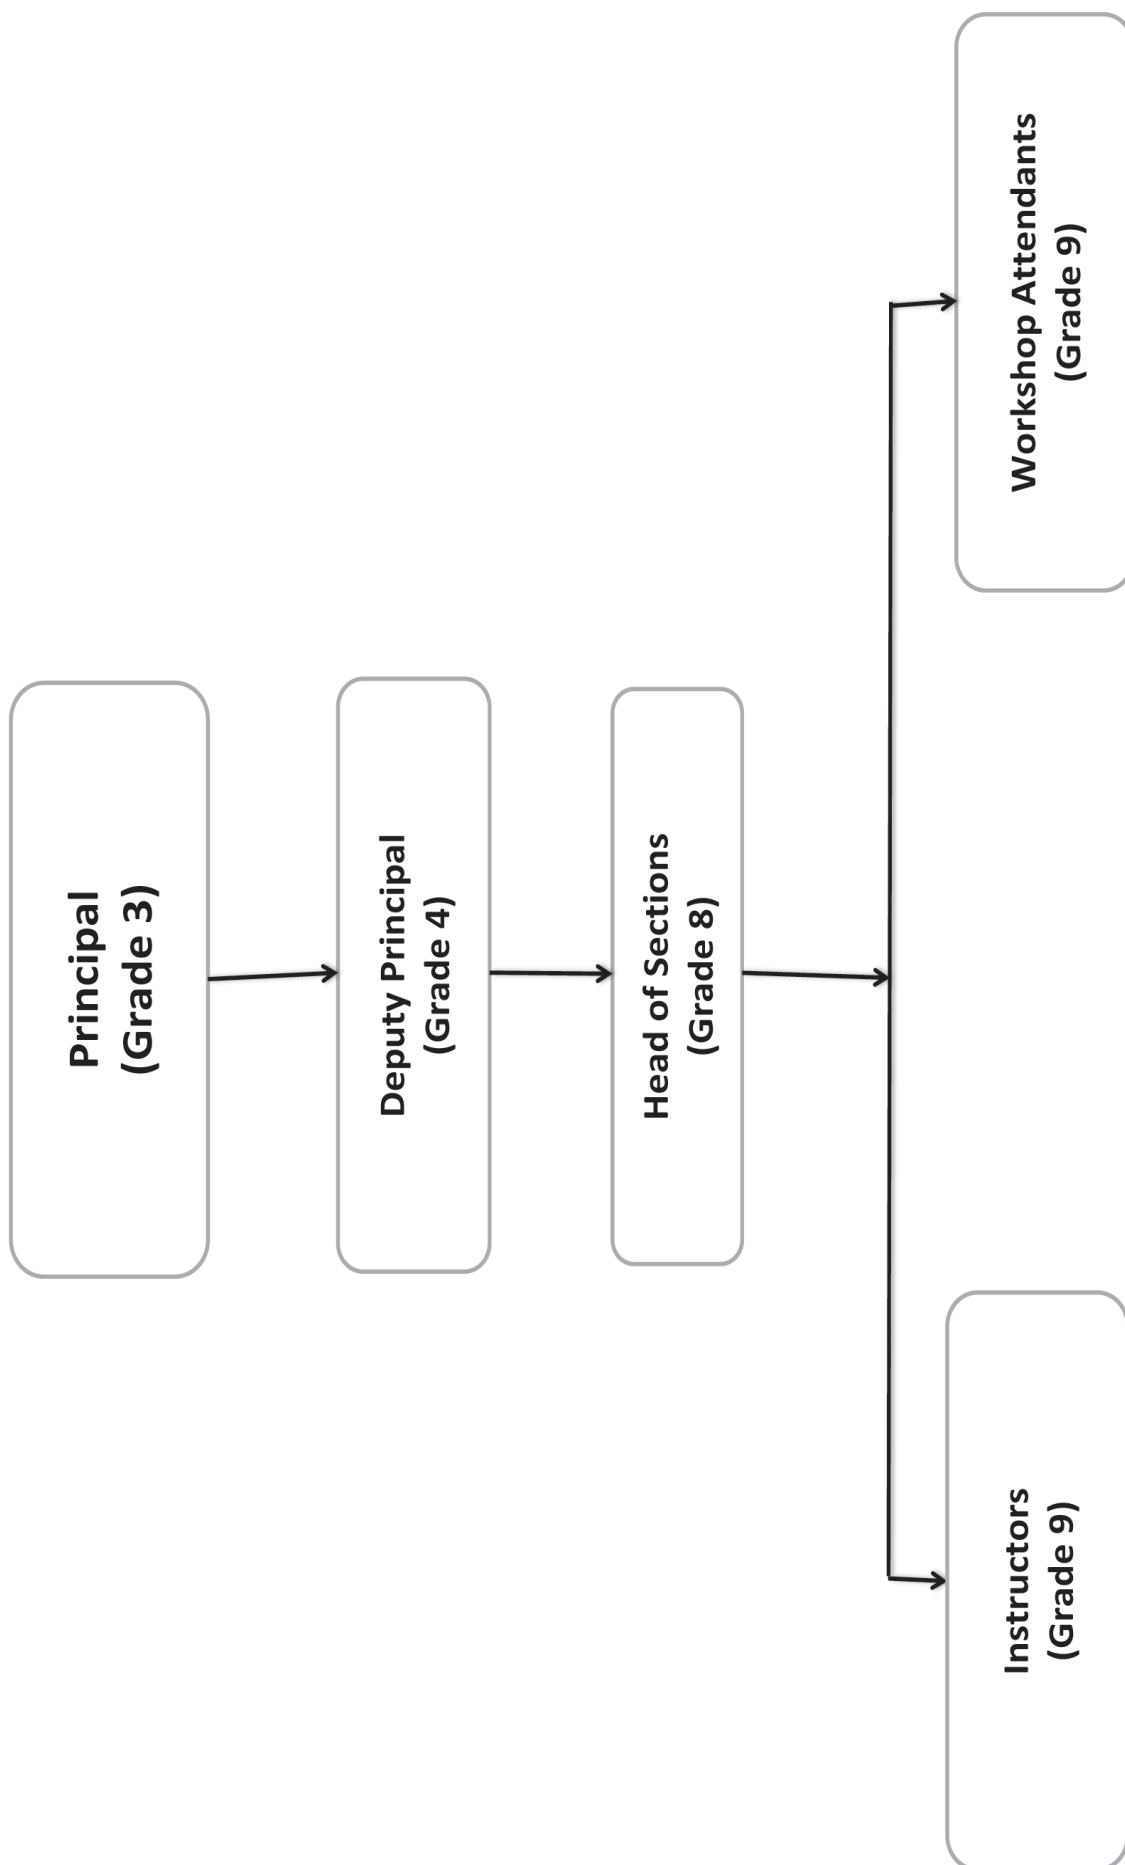 Principal
(Grade 3)
Deputy Principal
(Grade 4)
Head of Sections
(Grade 8)
Instructors
(Grade 9)
Workshop Attendants
(Grade 9)